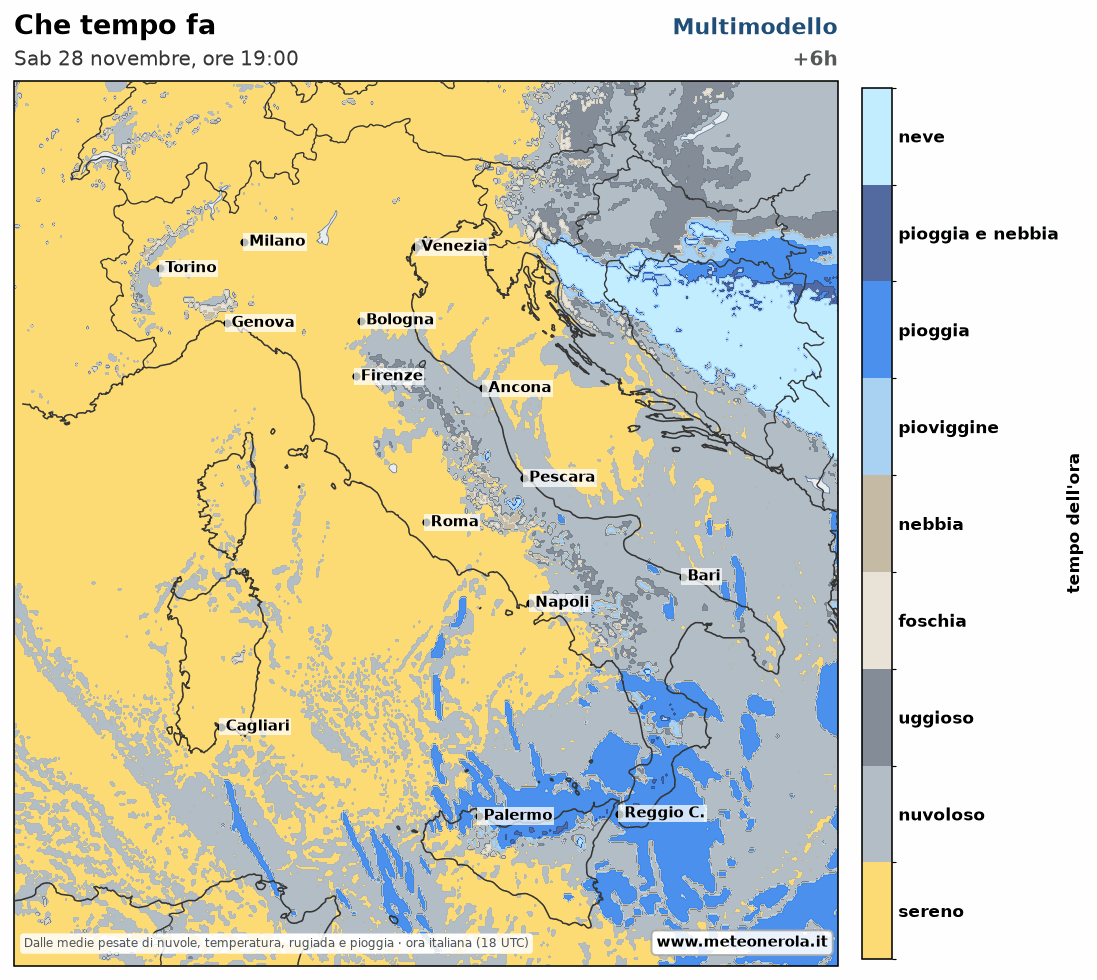 Che tempo fa
Multimodello
Sab 28 novembre, ore 19:00
+6h
neve
pioggia e nebbia
pioggia
pioviggine
nebbia
foschia
uggioso
nuvoloso
sereno
tempo dell'ora
Milano
Venezia
Torino
Genova
Bologna
Firenze
Ancona
Pescara
Roma
Bari
Napoli
Cagliari
Palermo
Reggio C.
Dalle medie pesate di nuvole, temperatura, rugiada e pioggia · ora italiana (18 UTC)
www.meteonerola.it